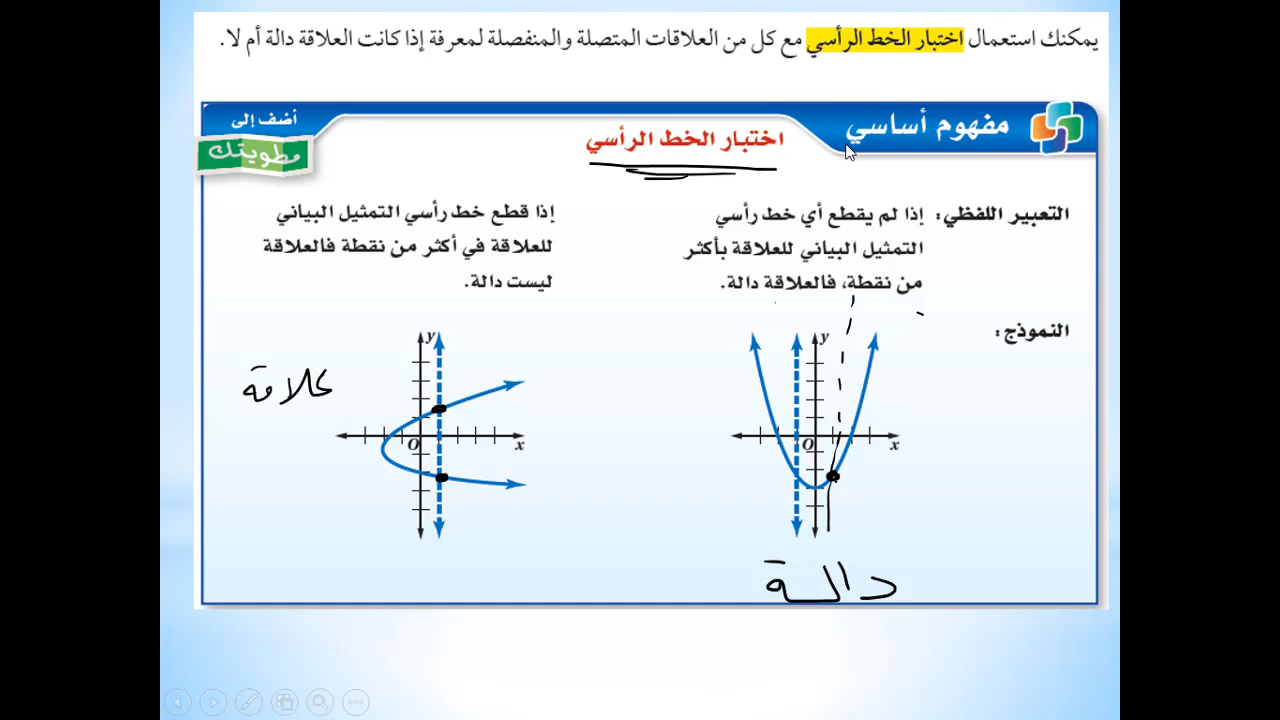 يمكنك استعمال اختبار الخط الرأسي مع كل من العلاقات المتصلة والمنفصلة لمعرفة إذا كانت العلاقة دالة أم لا.
مفهوم أساسي
اختبار الخط الرأسي
أضف إلى
مطويتك
التعبير اللفظي:
إذا لم يقطع أي خط رأسي
التمثيل البياني للعلاقة بأكثر
من نقطة، فالعلاقة دالة.
إذا قطع خط رأسي التمثيل البياني
للعلاقة في أكثر من نقطة فالعلاقة
ليست دالة.
النموذج:
y
x
O
دالـة
y
x
O
علاقة